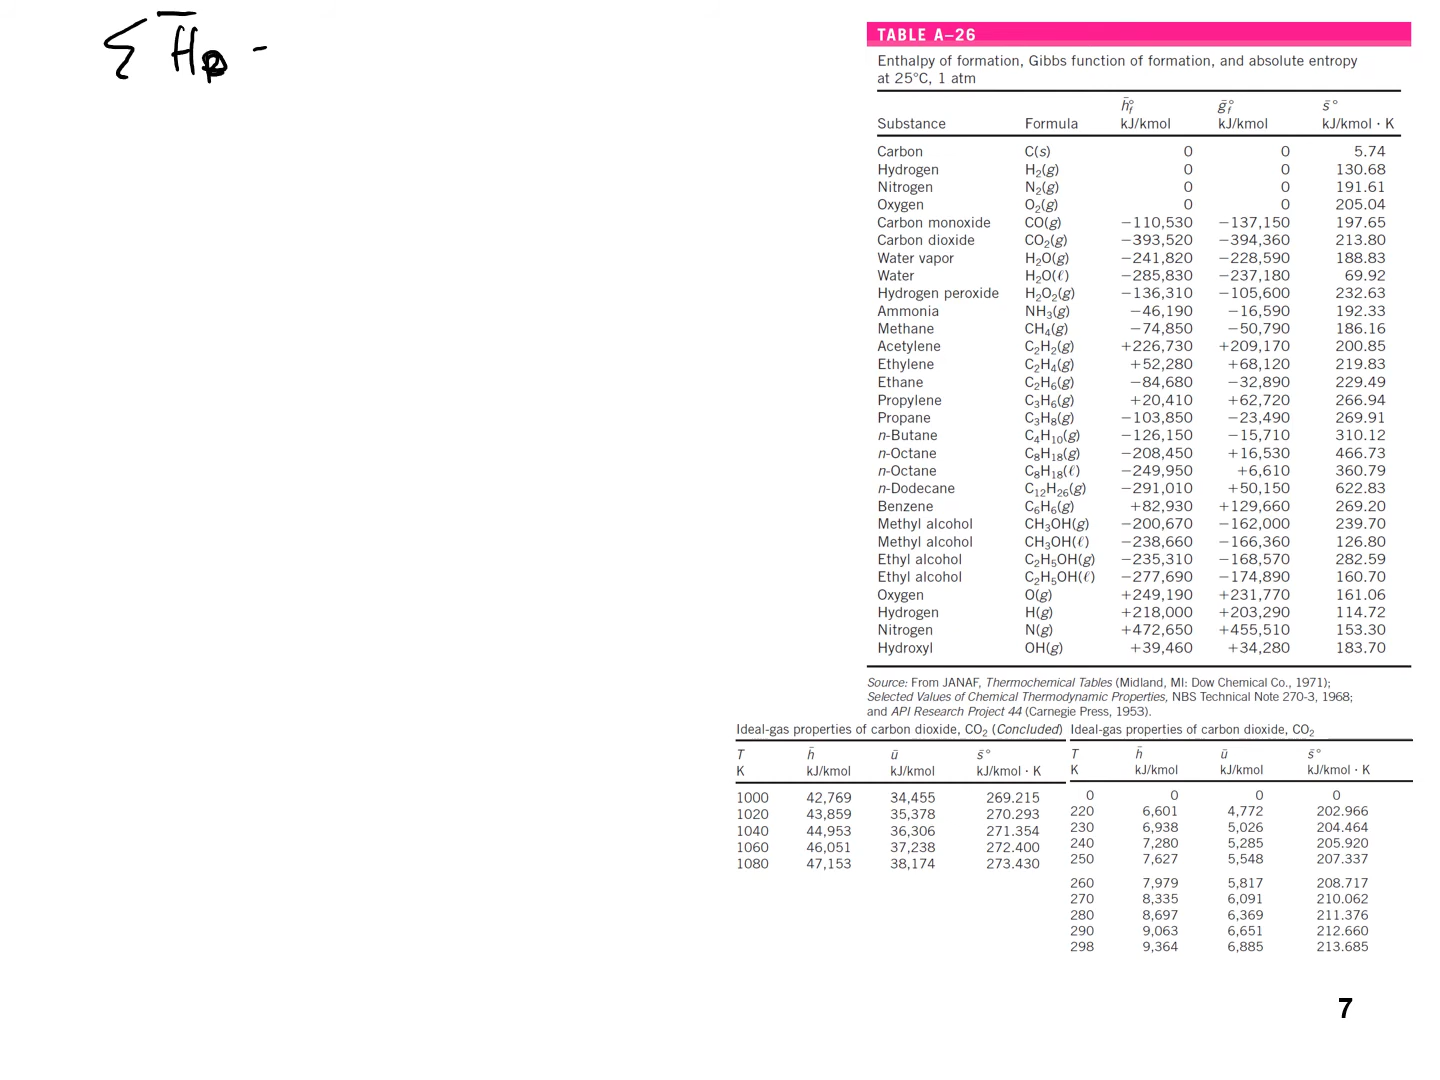 Σ H̅p -
TABLE A–26
Enthalpy of formation, Gibbs function of formation, and absolute entropy
at 25°C, 1 atm
h̄°f ḡ°f s̄°
Substance Formula kJ/kmol kJ/kmol kJ/kmol · K
Carbon C(s) 0 0 5.74
Hydrogen H₂(g) 0 0 130.68
Nitrogen N₂(g) 0 0 191.61
Oxygen O₂(g) 0 0 205.04
Carbon monoxide CO(g) −110,530 −137,150 197.65
Carbon dioxide CO₂(g) −393,520 −394,360 213.80
Water vapor H₂O(g) −241,820 −228,590 188.83
Water H₂O(ℓ) −285,830 −237,180 69.92
Hydrogen peroxide H₂O₂(g) −136,310 −105,600 232.63
Ammonia NH₃(g) −46,190 −16,590 192.33
Methane CH₄(g) −74,850 −50,790 186.16
Acetylene C₂H₂(g) +226,730 +209,170 200.85
Ethylene C₂H₄(g) +52,280 +68,120 219.83
Ethane C₂H₆(g) −84,680 −32,890 229.49
Propylene C₃H₆(g) +20,410 +62,720 266.94
Propane C₃H₈(g) −103,850 −23,490 269.91
n-Butane C₄H₁₀(g) −126,150 −15,710 310.12
n-Octane C₈H₁₈(g) −208,450 +16,530 466.73
n-Octane C₈H₁₈(ℓ) −249,950 +6,610 360.79
n-Dodecane C₁₂H₂₆(g) −291,010 +50,150 622.83
Benzene C₆H₆(g) +82,930 +129,660 269.20
Methyl alcohol CH₃OH(g) −200,670 −162,000 239.70
Methyl alcohol CH₃OH(ℓ) −238,660 −166,360 126.80
Ethyl alcohol C₂H₅OH(g) −235,310 −168,570 282.59
Ethyl alcohol C₂H₅OH(ℓ) −277,690 −174,890 160.70
Oxygen O(g) +249,190 +231,770 161.06
Hydrogen H(g) +218,000 +203,290 114.72
Nitrogen N(g) +472,650 +455,510 153.30
Hydroxyl OH(g) +39,460 +34,280 183.70
Source: From JANAF, Thermochemical Tables (Midland, MI: Dow Chemical Co., 1971);
Selected Values of Chemical Thermodynamic Properties, NBS Technical Note 270-3, 1968;
and API Research Project 44 (Carnegie Press, 1953).
Ideal-gas properties of carbon dioxide, CO₂ (Concluded)
T h̄ ū s̄°
K kJ/kmol kJ/kmol kJ/kmol · K
1000 42,769 34,455 269.215
1020 43,859 35,378 270.293
1040 44,953 36,306 271.354
1060 46,051 37,238 272.400
1080 47,153 38,174 273.430
Ideal-gas properties of carbon dioxide, CO₂
T h̄ ū s̄°
K kJ/kmol kJ/kmol kJ/kmol · K
0 0 0 0
220 6,601 4,772 202.966
230 6,938 5,026 204.464
240 7,280 5,285 205.920
250 7,627 5,548 207.337
260 7,979 5,817 208.717
270 8,335 6,091 210.062
280 8,697 6,369 211.376
290 9,063 6,651 212.660
298 9,364 6,885 213.685
7